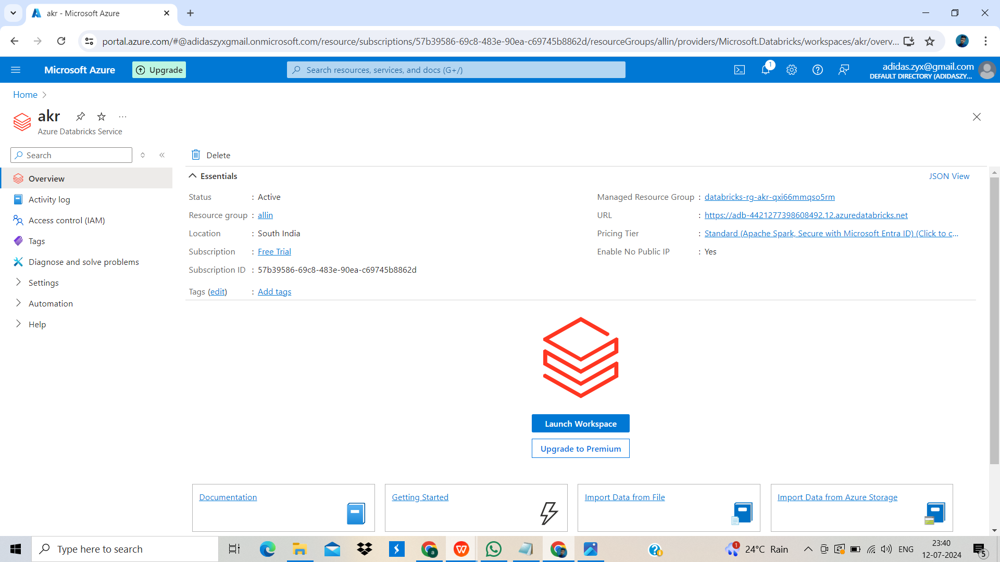 akr - Microsoft Azure
portal.azure.com/#@adidaszyxgmail.onmicrosoft.com/resource/subscriptions/57b39586-69c8-483e-90ea-c69745b8862d/resourceGroups/allin/providers/Microsoft.Databricks/workspaces/akr/overv...
Microsoft Azure
Upgrade
Search resources, services, and docs (G+/)
1
adidas.zyx@gmail.com
DEFAULT DIRECTORY (ADIDASZY...
Home
akr
Azure Databricks Service
Search
Delete
Overview
Activity log
Access control (IAM)
Tags
Diagnose and solve problems
Settings
Automation
Help
Essentials
JSON View
Status : Active
Resource group : allin
Location : South India
Subscription : Free Trial
Subscription ID : 57b39586-69c8-483e-90ea-c69745b8862d
Tags (edit) : Add tags
Managed Resource Group : databricks-rg-akr-qxi66mmqso5rm
URL : https://adb-4421277398608492.12.azuredatabricks.net
Pricing Tier : Standard (Apache Spark, Secure with Microsoft Entra ID) (Click to c...
Enable No Public IP : Yes
Launch Workspace
Upgrade to Premium
Documentation
Getting Started
Import Data from File
Import Data from Azure Storage
Type here to search
a
1
24°C Rain
ENG
23:40
12-07-2024
5